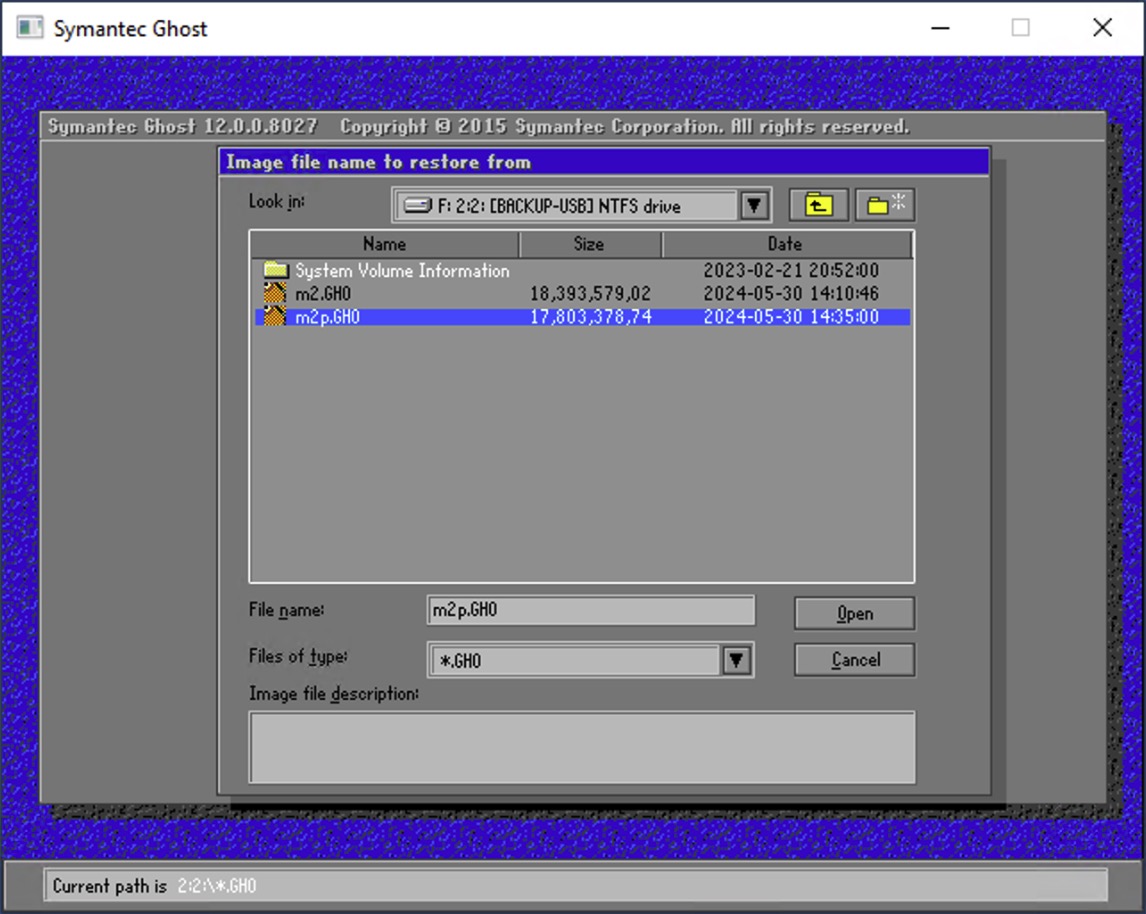 Symantec Ghost
Symantec Ghost 12.0.0.8027 Copyright © 2015 Symantec Corporation. All rights reserved.
Image file name to restore from
Look in: F: 2:2: [BACKUP-USB] NTFS drive
Name Size Date
System Volume Information 2023-02-21 20:52:00
m2.GHO 18,393,579,02 2024-05-30 14:10:46
m2p.GHO 17,803,378,74 2024-05-30 14:35:00
File name: m2p.GHO Open
Files of type: *.GHO Cancel
Image file description:
Current path is 2:2:\*.GHO